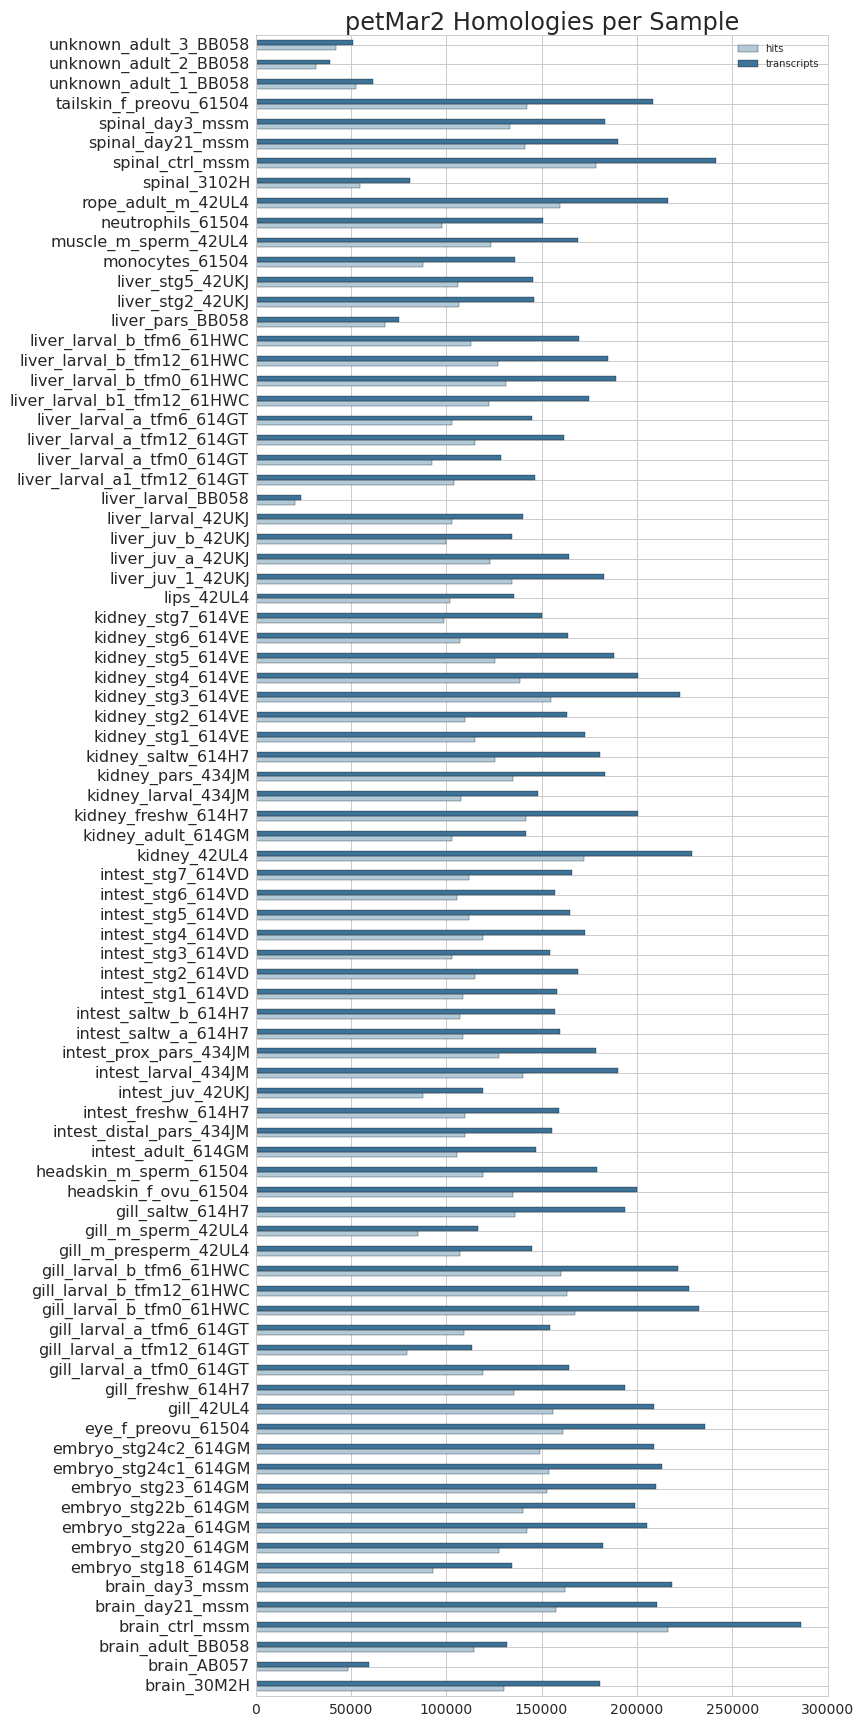 petMar2 Homologies per Sample
hits
transcripts
unknown_adult_3_BB058
unknown_adult_2_BB058
unknown_adult_1_BB058
tailskin_f_preovu_61504
spinal_day3_mssm
spinal_day21_mssm
spinal_ctrl_mssm
spinal_3102H
rope_adult_m_42UL4
neutrophils_61504
muscle_m_sperm_42UL4
monocytes_61504
liver_stg5_42UKJ
liver_stg2_42UKJ
liver_pars_BB058
liver_larval_b_tfm6_61HWC
liver_larval_b_tfm12_61HWC
liver_larval_b_tfm0_61HWC
liver_larval_b1_tfm12_61HWC
liver_larval_a_tfm6_614GT
liver_larval_a_tfm12_614GT
liver_larval_a_tfm0_614GT
liver_larval_a1_tfm12_614GT
liver_larval_BB058
liver_larval_42UKJ
liver_juv_b_42UKJ
liver_juv_a_42UKJ
liver_juv_1_42UKJ
lips_42UL4
kidney_stg7_614VE
kidney_stg6_614VE
kidney_stg5_614VE
kidney_stg4_614VE
kidney_stg3_614VE
kidney_stg2_614VE
kidney_stg1_614VE
kidney_saltw_614H7
kidney_pars_434JM
kidney_larval_434JM
kidney_freshw_614H7
kidney_adult_614GM
kidney_42UL4
intest_stg7_614VD
intest_stg6_614VD
intest_stg5_614VD
intest_stg4_614VD
intest_stg3_614VD
intest_stg2_614VD
intest_stg1_614VD
intest_saltw_b_614H7
intest_saltw_a_614H7
intest_prox_pars_434JM
intest_larval_434JM
intest_juv_42UKJ
intest_freshw_614H7
intest_distal_pars_434JM
intest_adult_614GM
headskin_m_sperm_61504
headskin_f_ovu_61504
gill_saltw_614H7
gill_m_sperm_42UL4
gill_m_presperm_42UL4
gill_larval_b_tfm6_61HWC
gill_larval_b_tfm12_61HWC
gill_larval_b_tfm0_61HWC
gill_larval_a_tfm6_614GT
gill_larval_a_tfm12_614GT
gill_larval_a_tfm0_614GT
gill_freshw_614H7
gill_42UL4
eye_f_preovu_61504
embryo_stg24c2_614GM
embryo_stg24c1_614GM
embryo_stg23_614GM
embryo_stg22b_614GM
embryo_stg22a_614GM
embryo_stg20_614GM
embryo_stg18_614GM
brain_day3_mssm
brain_day21_mssm
brain_ctrl_mssm
brain_adult_BB058
brain_AB057
brain_30M2H
0 50000 100000 150000 200000 250000 300000